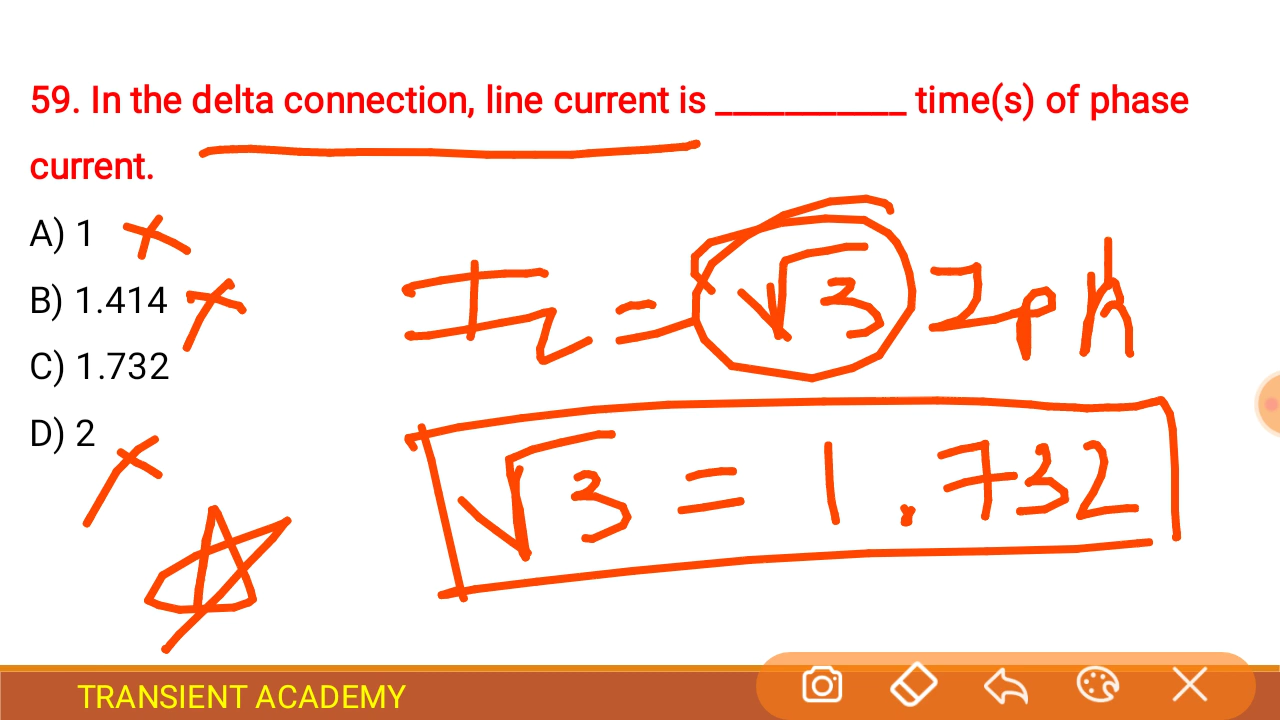 59. In the delta connection, line current is __________ time(s) of phase
current.
A) 1
B) 1.414
C) 1.732
D) 2
I L = √3 Iph
√3 = 1.732
TRANSIENT ACADEMY